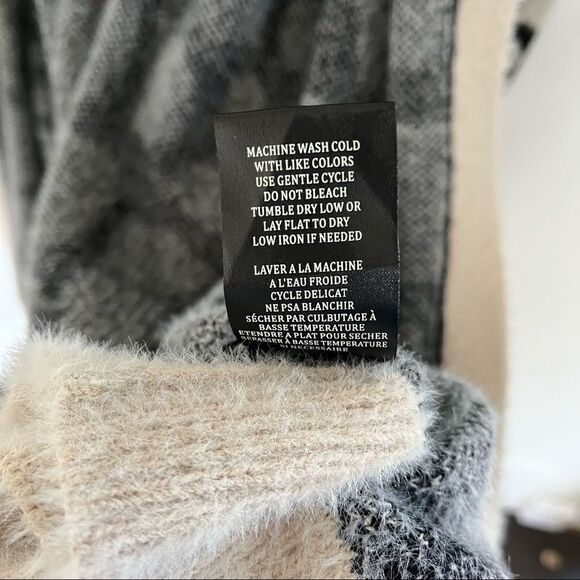 MACHINE WASH COLD
WITH LIKE COLORS
USE GENTLE CYCLE
DO NOT BLEACH
TUMBLE DRY LOW OR
LAY FLAT TO DRY
LOW IRON IF NEEDED
LAVER A LA MACHINE
A L'EAU FROIDE
CYCLE DELICAT
NE PSA BLANCHIR
SÉCHER PAR CULBUTAGE À
BASSE TEMPERATURE
ETENDRE A PLAT POUR SECHER
REPASSER À BASSE TEMPERATURE
SI NECESSAIRE